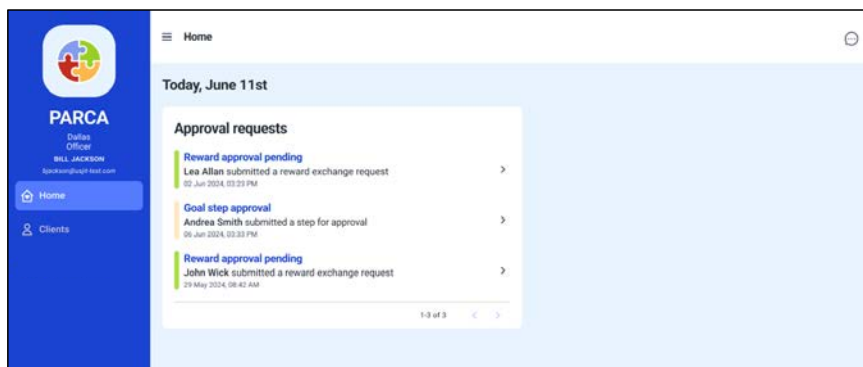 PARCA
Dallas
Officer
BILL JACKSON
Home
Clients
Home
Today, June 11st
Approval requests
Reward approval pending
Lea Allan submitted a reward exchange request
02 Jun 2024, 03:23 PM
Goal step approval
Andrea Smith submitted a step for approval
06 Jun 2024, 03:33 PM
Reward approval pending
John Wick submitted a reward exchange request
29 May 2024, 08:42 AM
1-3 of 3